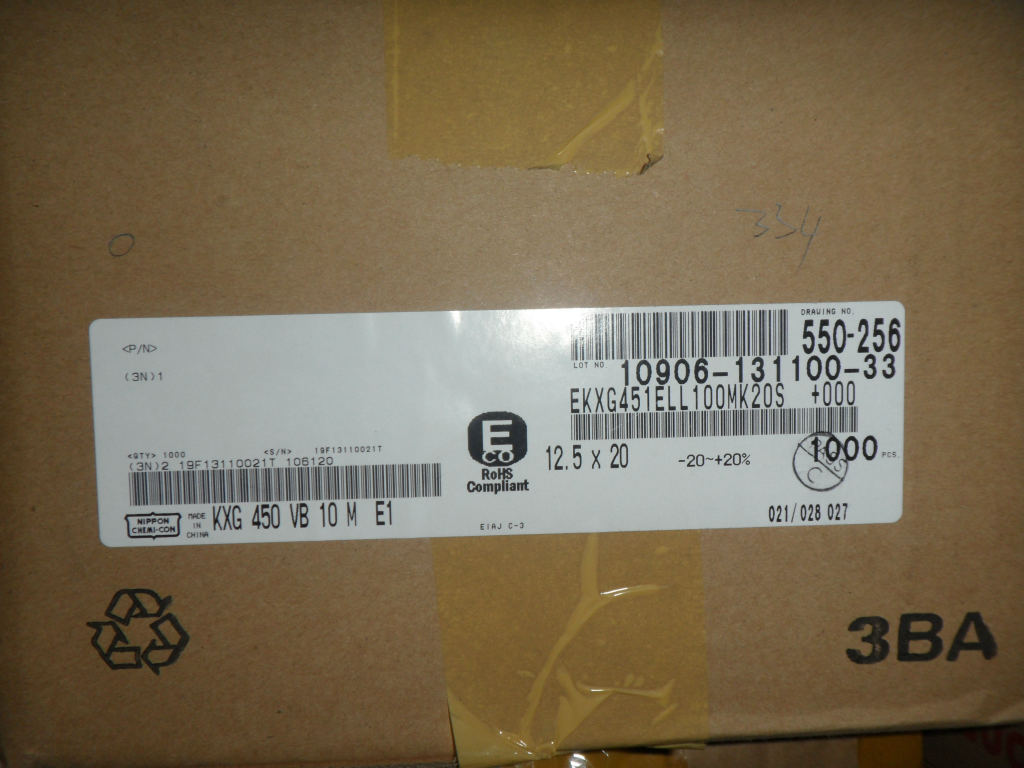 334
DRAWING NO.
550-256
LOT NO 10906-131100-33
EKXG451ELL100MK20S +000
<P/N>
(3N)1
<QTY> 1000 <S/N> 19F13110021T
(3N)2 19F13110021T 106120
E
CO
RoHS
Compliant
12.5 x 20 -20~+20% 1000 PCS.
NIPPON
CHEMI-CON
MADE
IN
CHINA
KXG 450 VB 10 M E1
EIAJ C-3
021/028 027
3BA